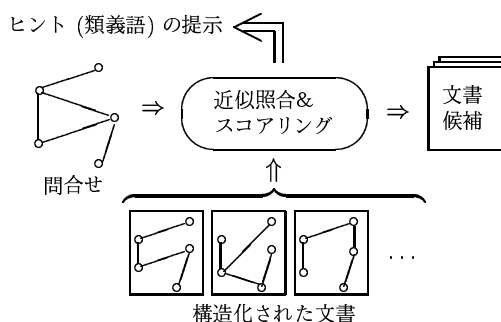 ヒント (類義語) の提示
近似照合&
スコアリング
文書
候補
問合せ
・・・
構造化された文書